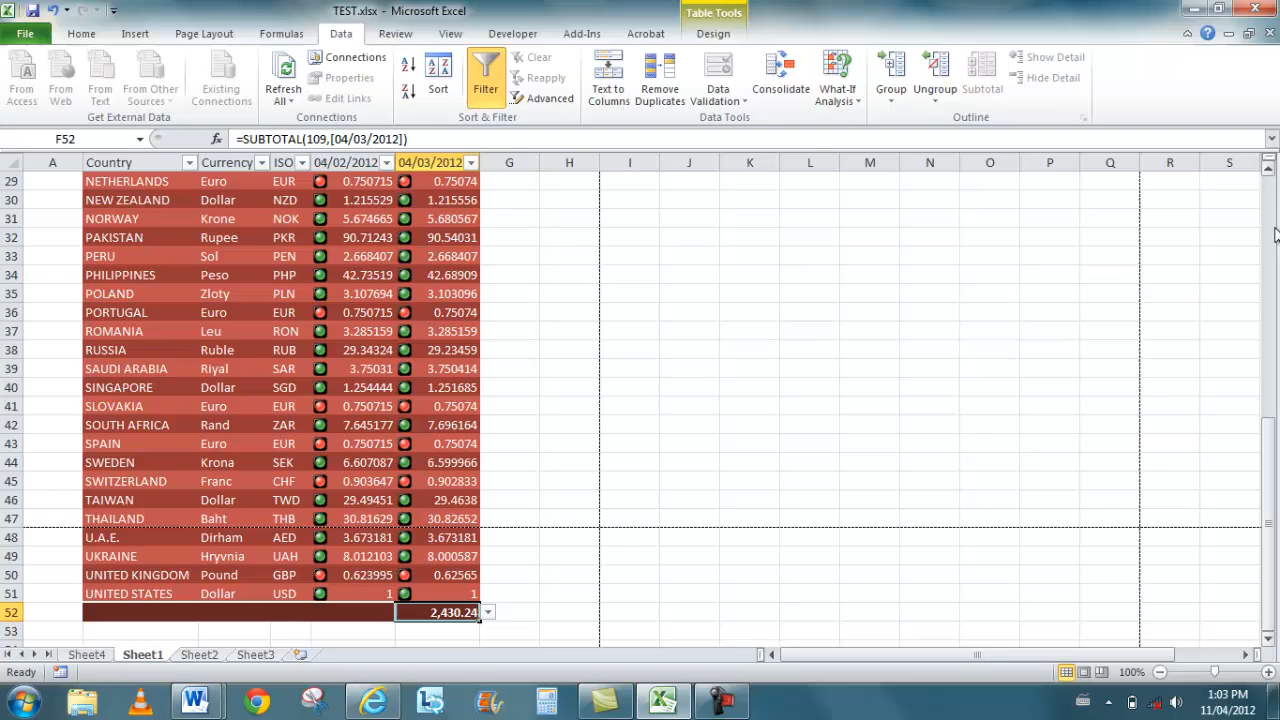 TEST.xlsx - Microsoft Excel
Table Tools
File Home Insert Page Layout Formulas Data Review View Developer Add-Ins Acrobat Design
From Access
From Web
From Text
From Other Sources
Existing Connections
Get External Data
Refresh All
Connections
Properties
Edit Links
Connections
Sort
Filter
Clear
Reapply
Advanced
Sort & Filter
Text to Columns
Remove Duplicates
Data Validation
Consolidate
What-If Analysis
Data Tools
Group
Ungroup
Subtotal
Show Detail
Hide Detail
Outline
F52 fx =SUBTOTAL(109,[04/03/2012])
A Country Currency ISO 04/02/2012 04/03/2012 G H I J K L M N O P Q R S
29 NETHERLANDS Euro EUR 0.750715 0.75074
30 NEW ZEALAND Dollar NZD 1.215529 1.215556
31 NORWAY Krone NOK 5.674665 5.680567
32 PAKISTAN Rupee PKR 90.71243 90.54031
33 PERU Sol PEN 2.668407 2.668407
34 PHILIPPINES Peso PHP 42.73519 42.68909
35 POLAND Zloty PLN 3.107694 3.103096
36 PORTUGAL Euro EUR 0.750715 0.75074
37 ROMANIA Leu RON 3.285159 3.285159
38 RUSSIA Ruble RUB 29.34324 29.23459
39 SAUDI ARABIA Riyal SAR 3.75031 3.750414
40 SINGAPORE Dollar SGD 1.254444 1.251685
41 SLOVAKIA Euro EUR 0.750715 0.75074
42 SOUTH AFRICA Rand ZAR 7.645177 7.696164
43 SPAIN Euro EUR 0.750715 0.75074
44 SWEDEN Krona SEK 6.607087 6.599966
45 SWITZERLAND Franc CHF 0.903647 0.902833
46 TAIWAN Dollar TWD 29.49451 29.4638
47 THAILAND Baht THB 30.81629 30.82652
48 U.A.E. Dirham AED 3.673181 3.673181
49 UKRAINE Hryvnia UAH 8.012103 8.000587
50 UNITED KINGDOM Pound GBP 0.623995 0.62565
51 UNITED STATES Dollar USD 1 1
52 2,430.24
53
Sheet4 Sheet1 Sheet2 Sheet3
Ready 100%
1:03 PM
11/04/2012